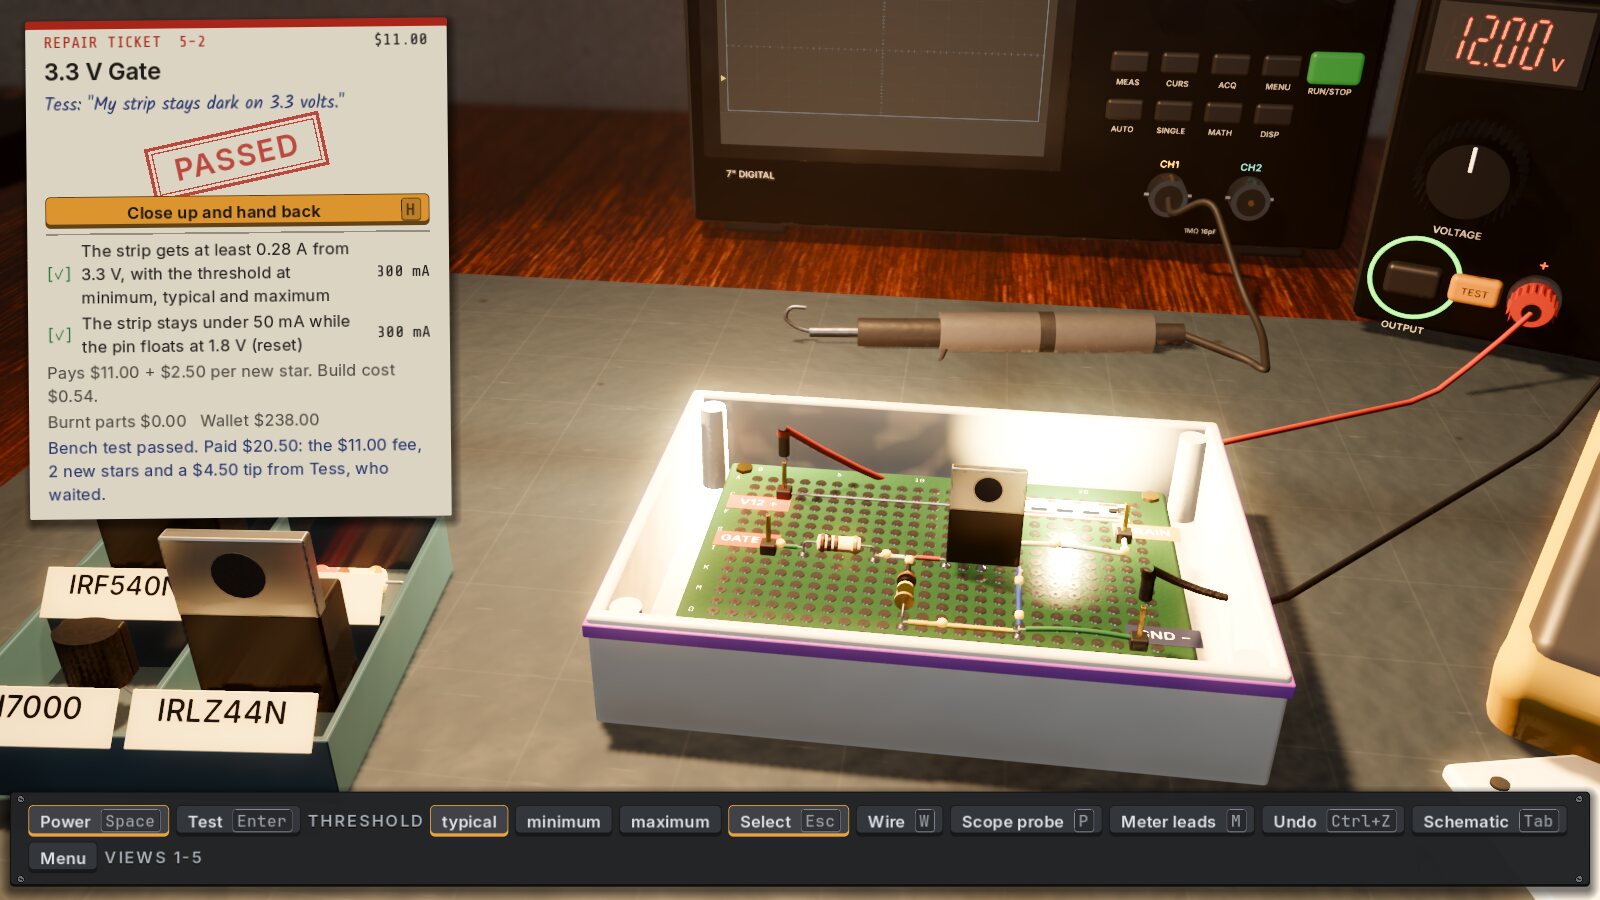 REPAIR TICKET 5-2 $11.00
3.3 V Gate
Tess: "My strip stays dark on 3.3 volts."
PASSED
Close up and hand back H
[✓] The strip gets at least 0.28 A from
3.3 V, with the threshold at
minimum, typical and maximum
300 mA
[✓] The strip stays under 50 mA while
the pin floats at 1.8 V (reset)
300 mA
Pays $11.00 + $2.50 per new star. Build cost
$0.54.
Burnt parts $0.00 Wallet $238.00
Bench test passed. Paid $20.50: the $11.00 fee,
2 new stars and a $4.50 tip from Tess, who
waited.
7" DIGITAL
MEAS CURS ACQ MENU RUN/STOP
AUTO SINGLE MATH DISP
CH1 CH2
1MΩ 16pF
12.00 V
VOLTAGE
OUTPUT
TEST
+
V12 +
GATE
GND -
IRF540N
IRLZ44N
Power Space Test Enter THRESHOLD typical minimum maximum Select Esc Wire W Scope probe P Meter leads M Undo Ctrl+Z Schematic Tab
Menu VIEWS 1-5